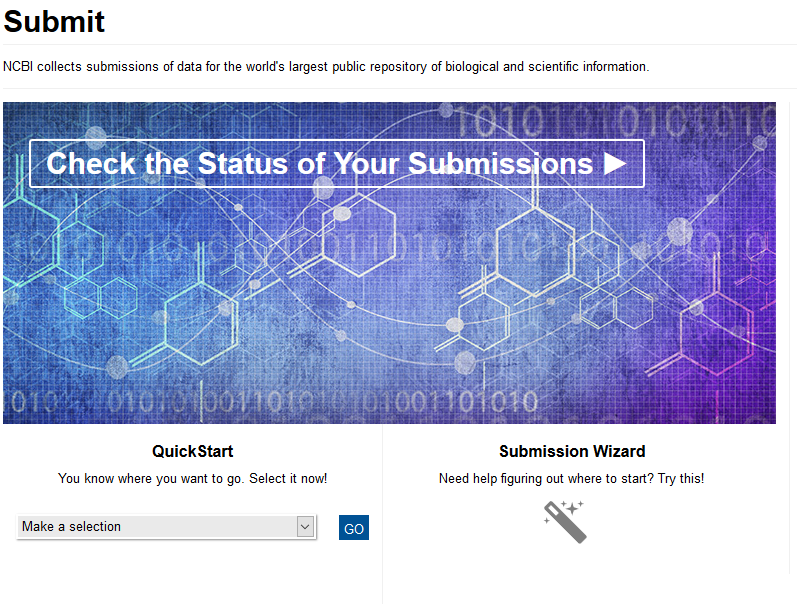 Submit
NCBI collects submissions of data for the world's largest public repository of biological and scientific information.
Check the Status of Your Submissions ▶
QuickStart
Submission Wizard
You know where you want to go. Select it now!
Need help figuring out where to start? Try this!
Make a selection
GO